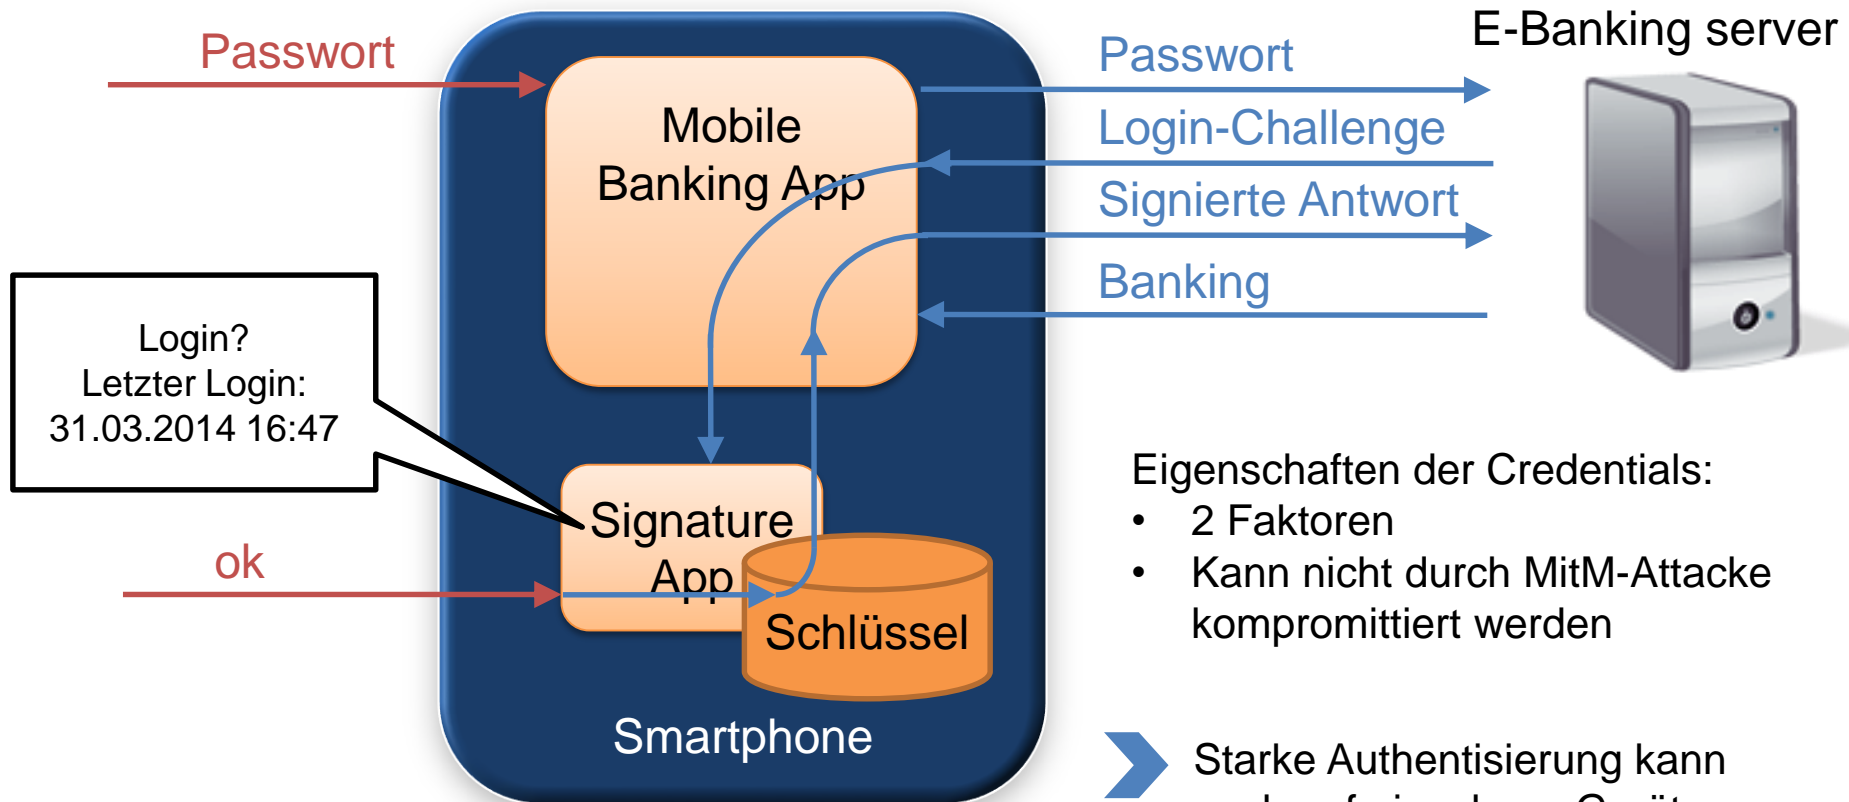 E-Banking server
Passwort
Passwort
Mobile
Banking App
Login-Challenge
Signierte Antwort
Banking
Login?
Letzter Login:
31.03.2014 16:47
Signature
App
ok
Schlüssel
Smartphone
Eigenschaften der Credentials:
• 2 Faktoren
• Kann nicht durch MitM-Attacke
kompromittiert werden
Starke Authentisierung kann